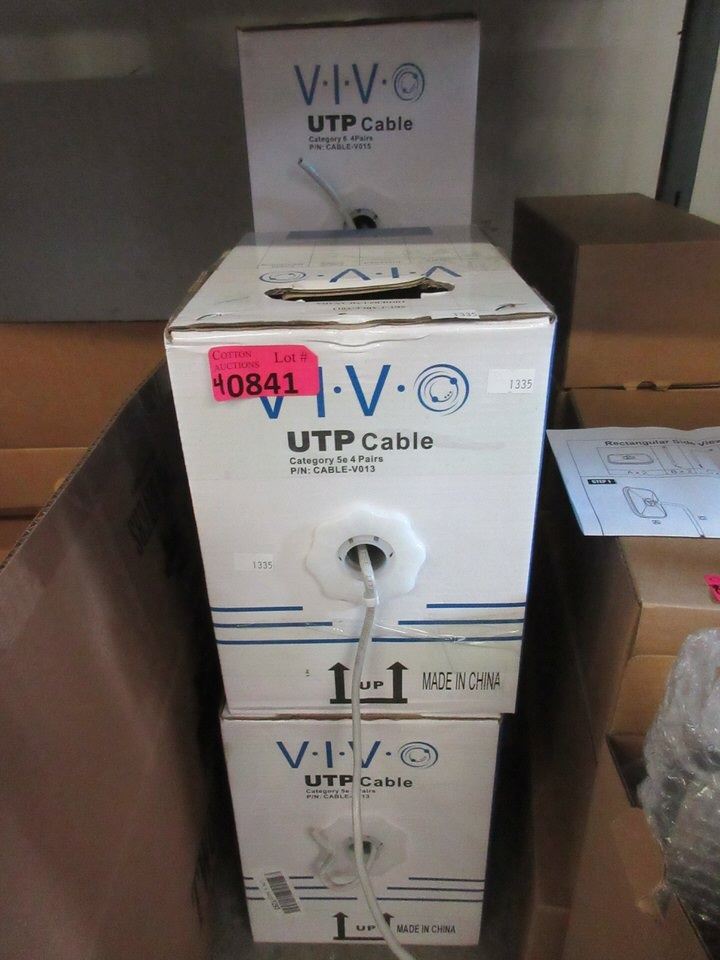 V·I·V·O
UTP Cable
Category 6 4Pairs
P/N: CABLE-V015
V·I·V·O
1335
COTTON
AUCTIONS
Lot #
40841
V I·V·O
1335
UTP Cable
Category 5e 4 Pairs
P/N: CABLE-V013
1335
UP
MADE IN CHINA
V·I·V·O
UTP Cable
Category 5e
P/N: CABLE-
UP
MADE IN CHINA
Rectangular Side View
STEP 1